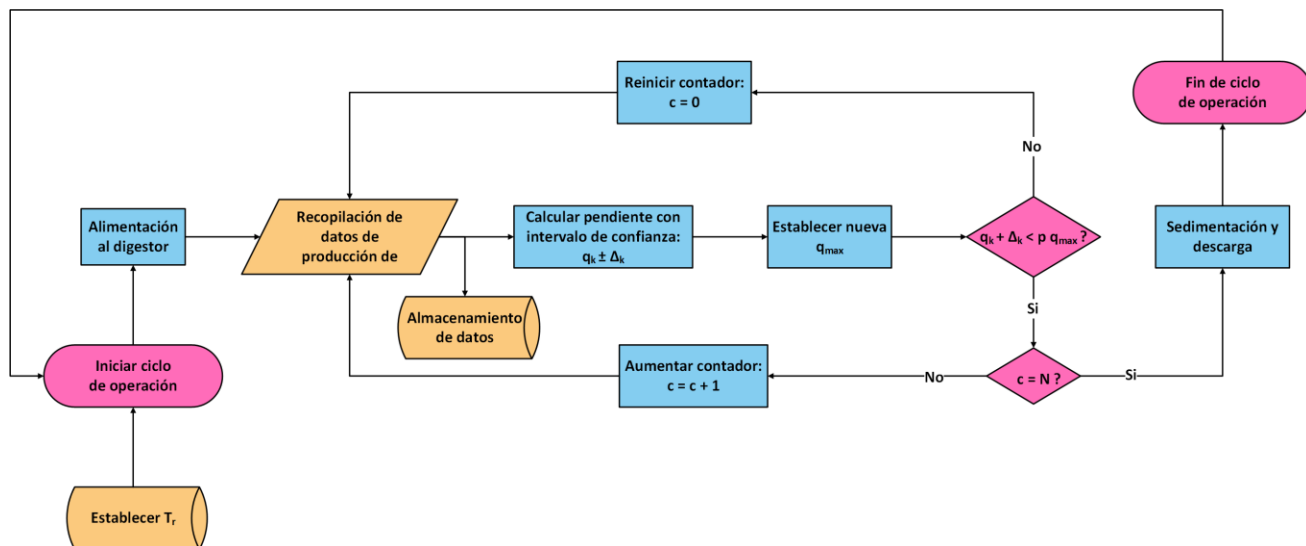 Reinicir contador:
c = 0
Fin de ciclo
de operación
No
Alimentación
al digestor
Recopilación de
datos de
producción de
Calcular pendiente con
intervalo de confianza:
qk ± Δk
Establecer nueva
qmax
qk + Δk < p qmax ?
Sedimentación y
descarga
Almacenamiento
de datos
Si
Iniciar ciclo
de operación
Aumentar contador:
c = c + 1
No
c = N ?
Si
Establecer Tr